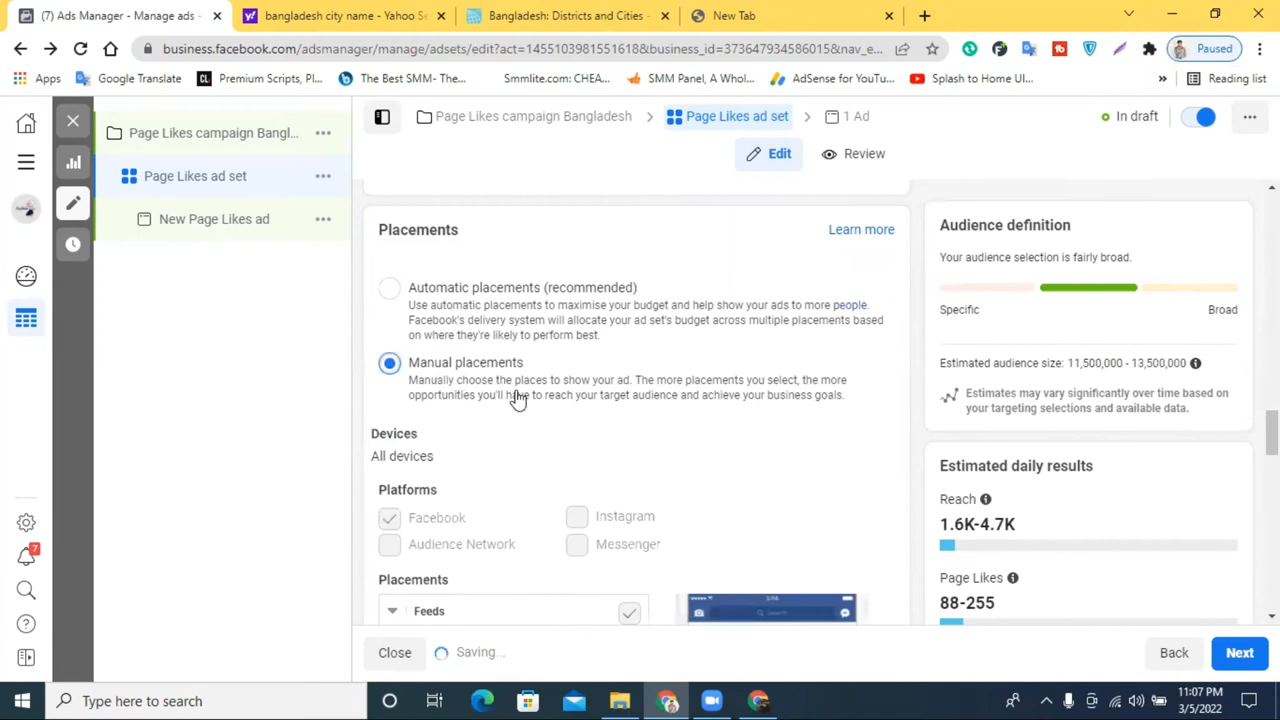 (7) Ads Manager - Manage ads -
bangladesh city name - Yahoo Se
Bangladesh: Districts and Cities -
New Tab
business.facebook.com/adsmanager/manage/adsets/edit?act=1455103981551618&business_id=373647934586015&nav_e...
Paused
Apps
Google Translate
Premium Scripts, Pl...
The Best SMM- The...
Smmlite.com: CHEA...
SMM Panel, A Whol...
AdSense for YouTu...
Splash to Home UI...
»
Reading list
Page Likes campaign Bangl...
Page Likes ad set
New Page Likes ad
Page Likes campaign Bangladesh
Page Likes ad set
1 Ad
In draft
Edit
Review
Placements
Learn more
Automatic placements (recommended)
Use automatic placements to maximise your budget and help show your ads to more people.
Facebook's delivery system will allocate your ad set's budget across multiple placements based
on where they're likely to perform best.
Manual placements
Manually choose the places to show your ad. The more placements you select, the more
opportunities you'll have to reach your target audience and achieve your business goals.
Devices
All devices
Platforms
Facebook
Instagram
Audience Network
Messenger
Placements
Feeds
Search
Audience definition
Your audience selection is fairly broad.
Specific
Broad
Estimated audience size: 11,500,000 - 13,500,000
Estimates may vary significantly over time based on
your targeting selections and available data.
Estimated daily results
Reach
1.6K-4.7K
Page Likes
88-255
7
Close
Saving...
Back
Next
Type here to search
11:07 PM
3/5/2022